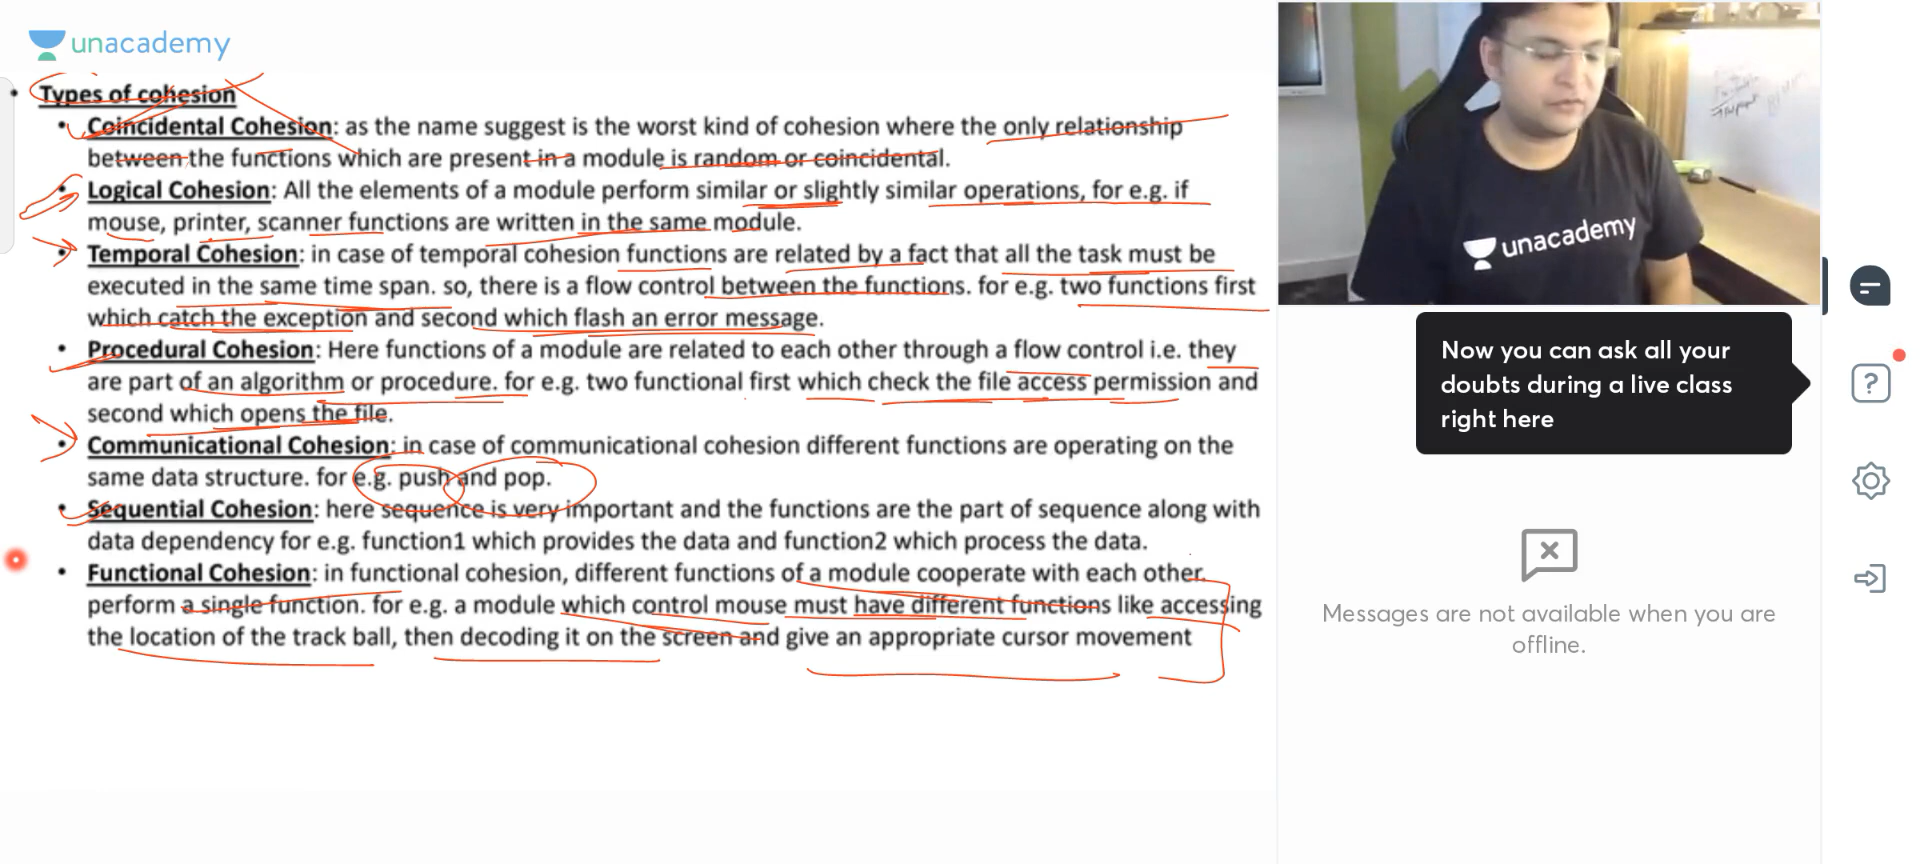 unacademy
Types of cohesion
Coincidental Cohesion: as the name suggest is the worst kind of cohesion where the only relationship
between the functions which are present in a module is random or coincidental.
Logical Cohesion: All the elements of a module perform similar or slightly similar operations, for e.g. if
mouse, printer, scanner functions are written in the same module.
Temporal Cohesion: in case of temporal cohesion functions are related by a fact that all the task must be
executed in the same time span. so, there is a flow control between the functions. for e.g. two functions first
which catch the exception and second which flash an error message.
Procedural Cohesion: Here functions of a module are related to each other through a flow control i.e. they
are part of an algorithm or procedure. for e.g. two functional first which check the file access permission and
second which opens the file.
Communicational Cohesion: in case of communicational cohesion different functions are operating on the
same data structure. for e.g. push and pop.
Sequential Cohesion: here sequence is very important and the functions are the part of sequence along with
data dependency for e.g. function1 which provides the data and function2 which process the data.
Functional Cohesion: in functional cohesion, different functions of a module cooperate with each other.
perform a single function. for e.g. a module which control mouse must have different functions like accessing
the location of the track ball, then decoding it on the screen and give an appropriate cursor movement
unacademy
Now you can ask all your
doubts during a live class
right here
Messages are not available when you are
offline.